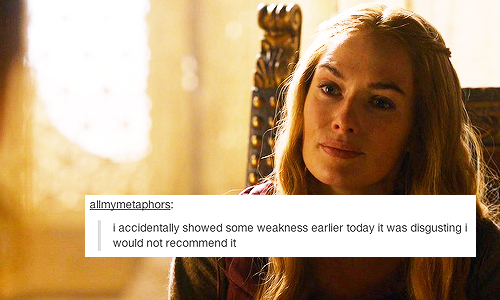 allmymetaphors:
i accidentally showed some weakness earlier today it was disgusting i
would not recommend it